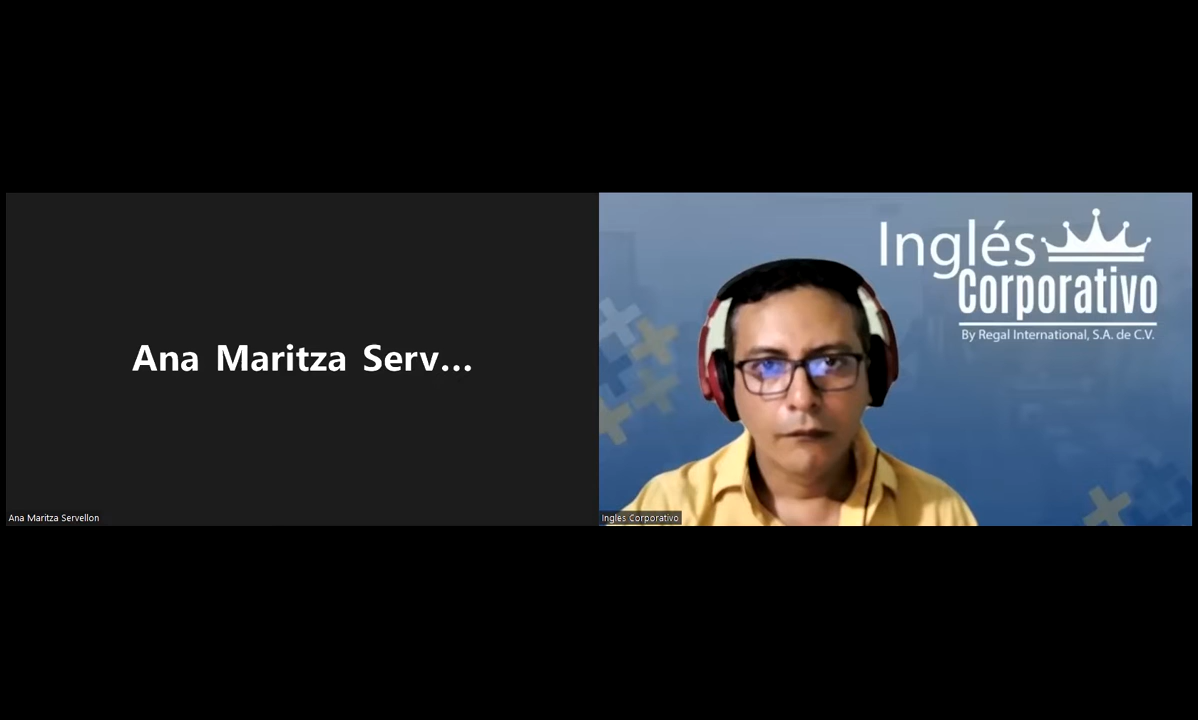 Ana Maritza Serv...
Ana Maritza Servellon
Inglés
Corporativo
By Regal International, S.A. de C.V.
Inglés Corporativo